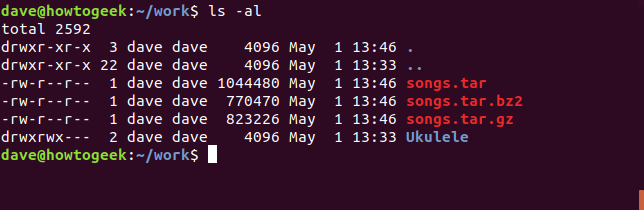 dave@howtogeek:~/work$ ls -al
total 2592
drwxr-xr-x  3 dave dave    4096 May  1 13:46 .
drwxr-xr-x 22 dave dave    4096 May  1 13:33 ..
-rw-r--r--  1 dave dave 1044480 May  1 13:46 songs.tar
-rw-r--r--  1 dave dave  770470 May  1 13:46 songs.tar.bz2
-rw-r--r--  1 dave dave  823226 May  1 13:46 songs.tar.gz
drwxrwx---  2 dave dave    4096 May  1 13:33 Ukulele
dave@howtogeek:~/work$